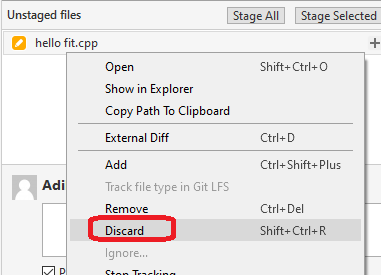 Unstaged files Stage All Stage Selected
hello fit.cpp
Open Shift+Ctrl+O
Show in Explorer
Copy Path To Clipboard
External Diff Ctrl+D
Add Ctrl+Shift+Plus
Adi
Track file type in Git LFS
Remove Ctrl+Del
Discard Shift+Ctrl+R
Ignore...
Stop Tracking